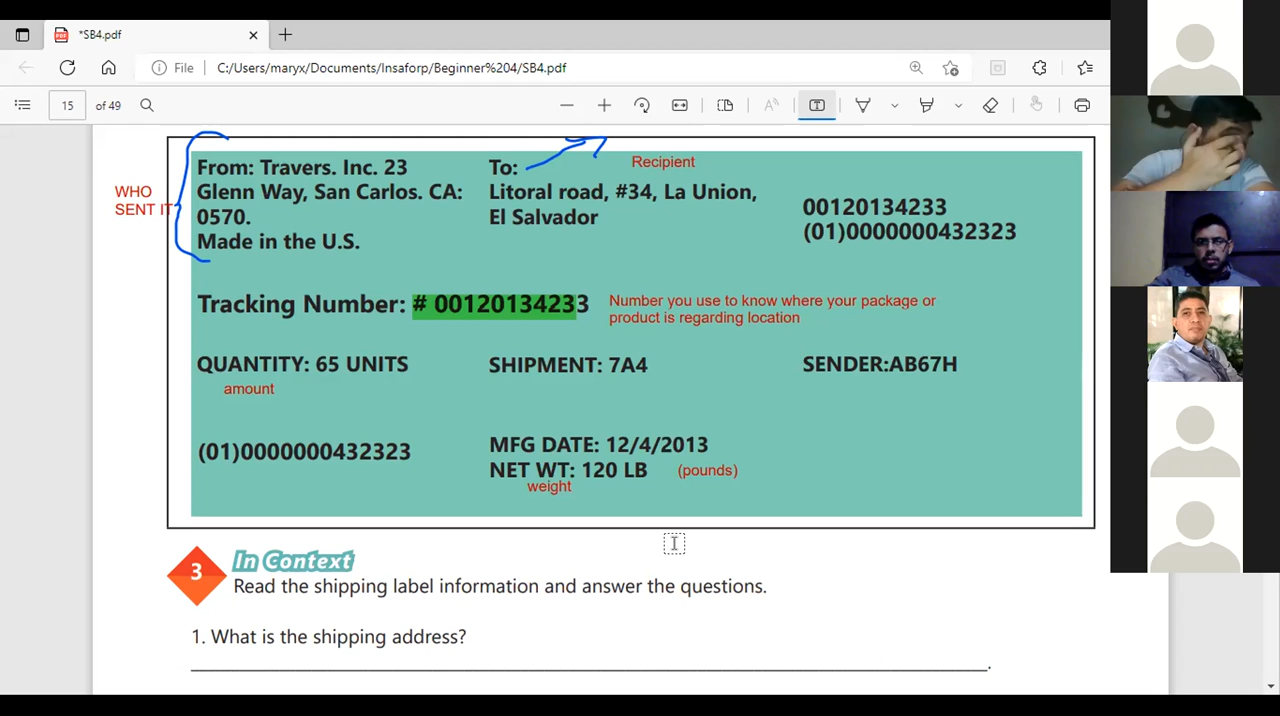 *SB4.pdf
File
C:/Users/maryx/Documents/Insaforp/Beginner%204/SB4.pdf
15 of 49
WHO
SENT IT
From: Travers. Inc. 23
Glenn Way, San Carlos. CA:
0570.
Made in the U.S.
To:
Recipient
Litoral road, #34, La Union,
El Salvador
00120134233
(01)0000000432323
Tracking Number: # 00120134233
Number you use to know where your package or
product is regarding location
QUANTITY: 65 UNITS
amount
SHIPMENT: 7A4
SENDER:AB67H
(01)0000000432323
MFG DATE: 12/4/2013
NET WT: 120 LB
(pounds)
weight
3
In Context
Read the shipping label information and answer the questions.
1. What is the shipping address?